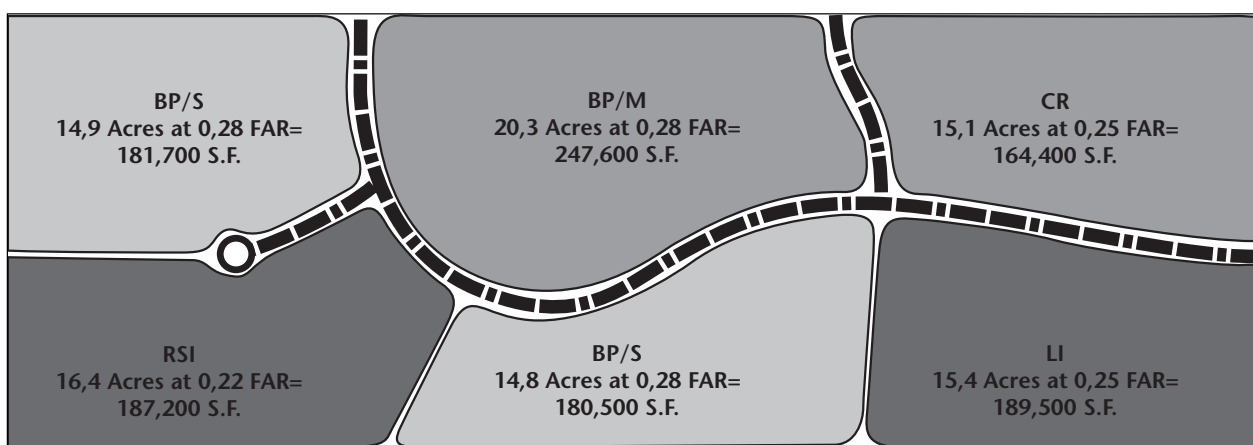 BP/S
14,9 Acres at 0,28 FAR=
181,700 S.F.
BP/M
20,3 Acres at 0,28 FAR=
247,600 S.F.
CR
15,1 Acres at 0,25 FAR=
164,400 S.F.
RSI
16,4 Acres at 0,22 FAR=
187,200 S.F.
BP/S
14,8 Acres at 0,28 FAR=
180,500 S.F.
LI
15,4 Acres at 0,25 FAR=
189,500 S.F.